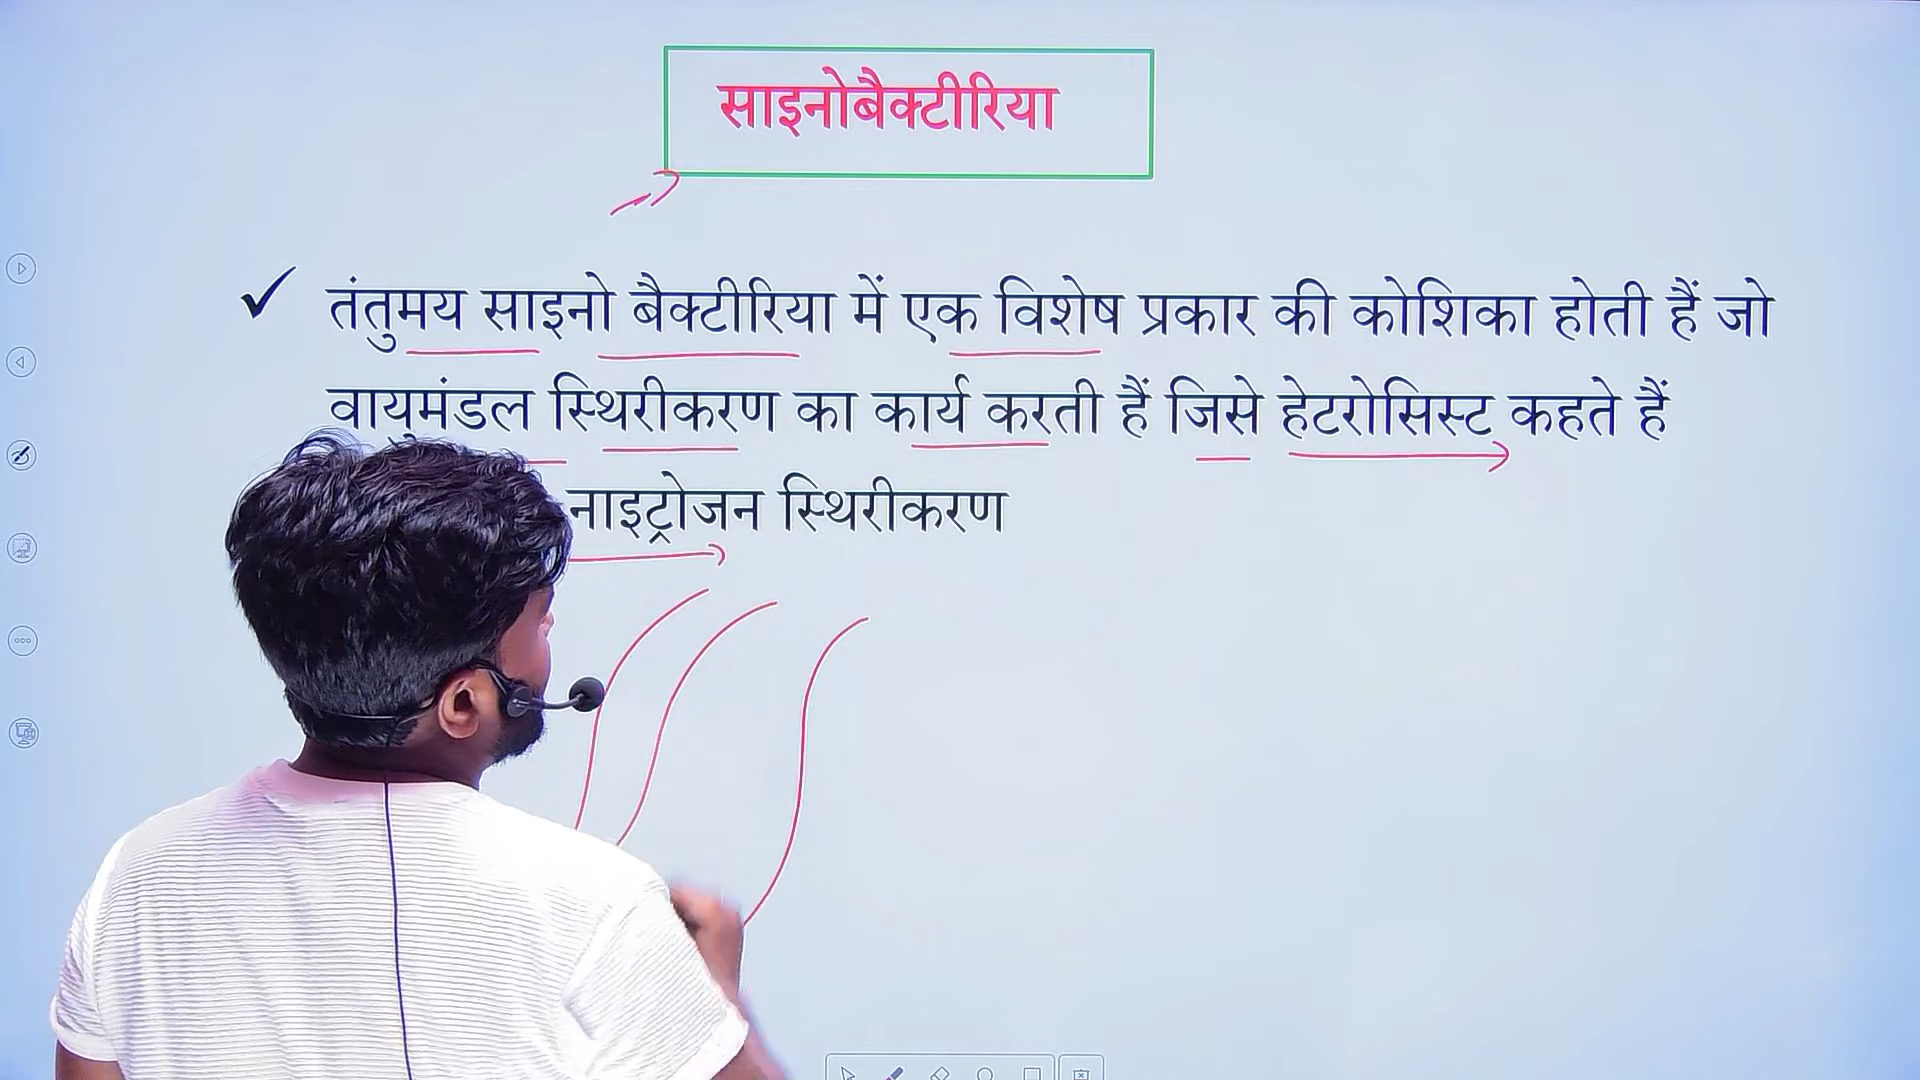 साइनोबैक्टीरिया
तंतुमय साइनो बैक्टीरिया में एक विशेष प्रकार की कोशिका होती हैं जो
वायुमंडल स्थिरीकरण का कार्य करती हैं जिसे हेटरोसिस्ट कहते हैं
नाइट्रोजन स्थिरीकरण